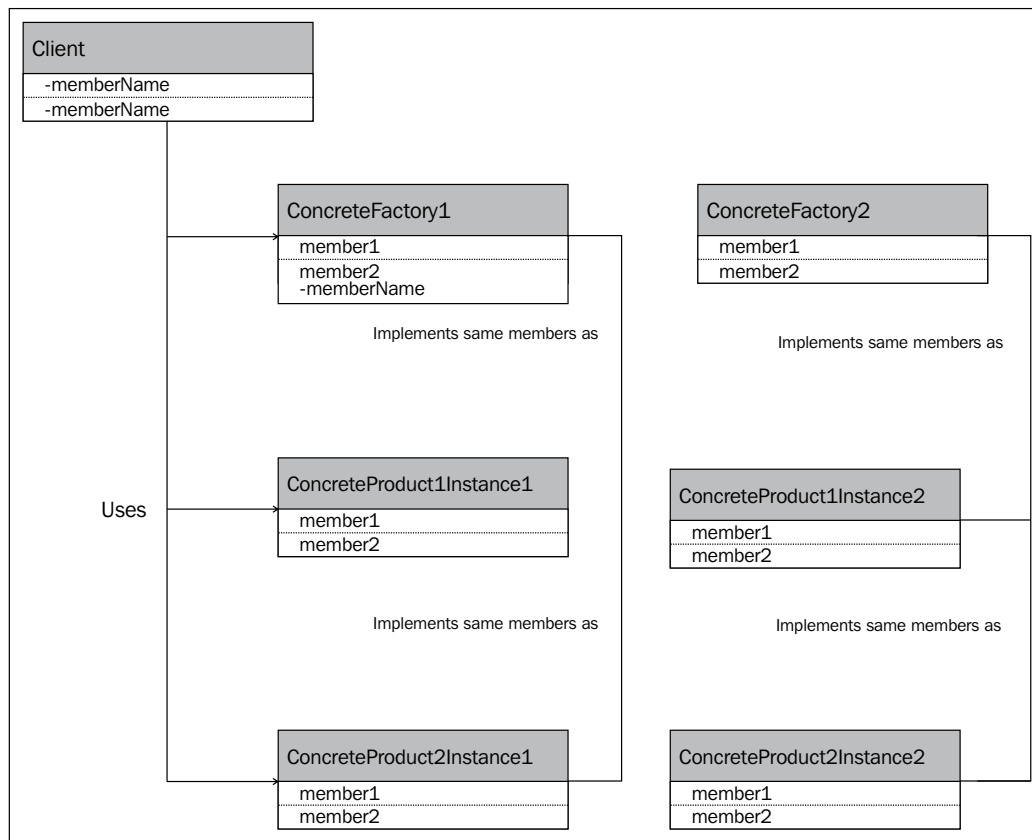 Client
-memberName
-memberName
ConcreteFactory1
member1
member2
-memberName
ConcreteFactory2
member1
member2
Implements same members as
Implements same members as
Uses
ConcreteProduct1Instance1
member1
member2
ConcreteProduct1Instance2
member1
member2
Implements same members as
Implements same members as
ConcreteProduct2Instance1
member1
member2
ConcreteProduct2Instance2
member1
member2